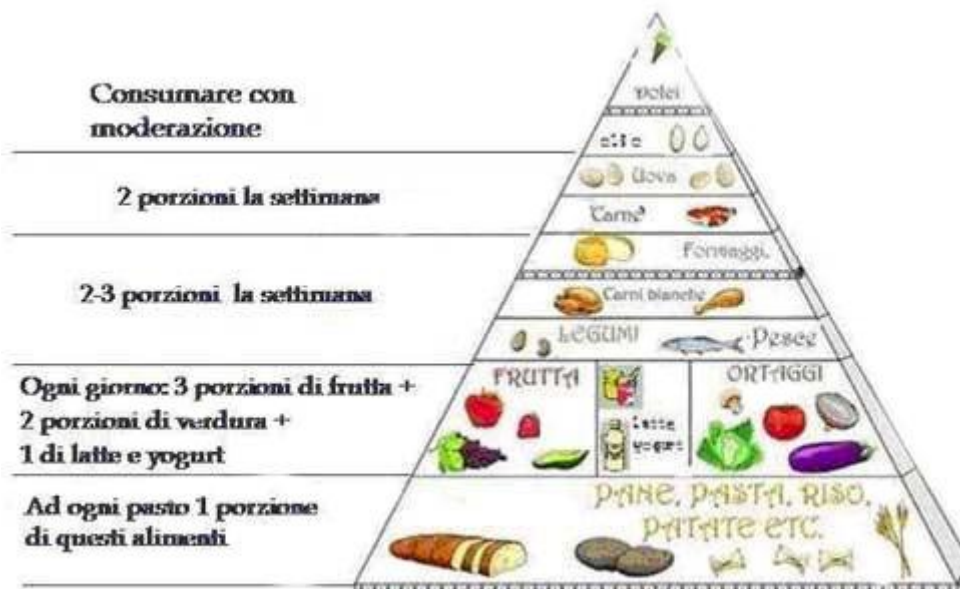 Dolci
Consumare con
moderazione
Uova
2 porzioni la settimana
Carne
Formaggi.
Carni bianche
2-3 porzioni la settimana
LEGUMI
Pesce
FRUTTA
ORTAGGI
Ogni giorno: 3 porzioni di frutta +
2 porzioni di verdura +
1 di latte e yogurt
latte
yogurt
PANE, PASTA, RISO,
PATATE ETC.
Ad ogni pasto 1 porzione
di questi alimenti